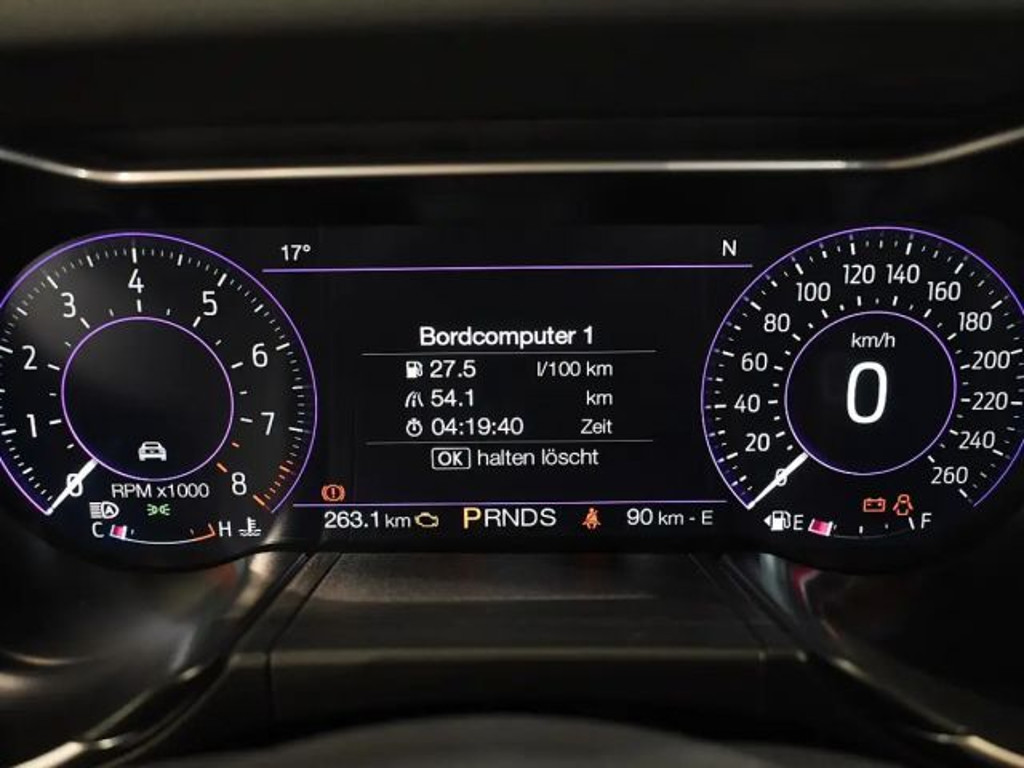 17°
N
4
3
5
2
6
1
7
0
8
RPM x1000
C
H
Bordcomputer 1
27.5 l/100 km
54.1 km
04:19:40 Zeit
OK halten löscht
263.1 km
PRNDS
90 km - E
120
140
100
160
80
180
60
200
40
220
20
240
0
260
km/h
0
E
F